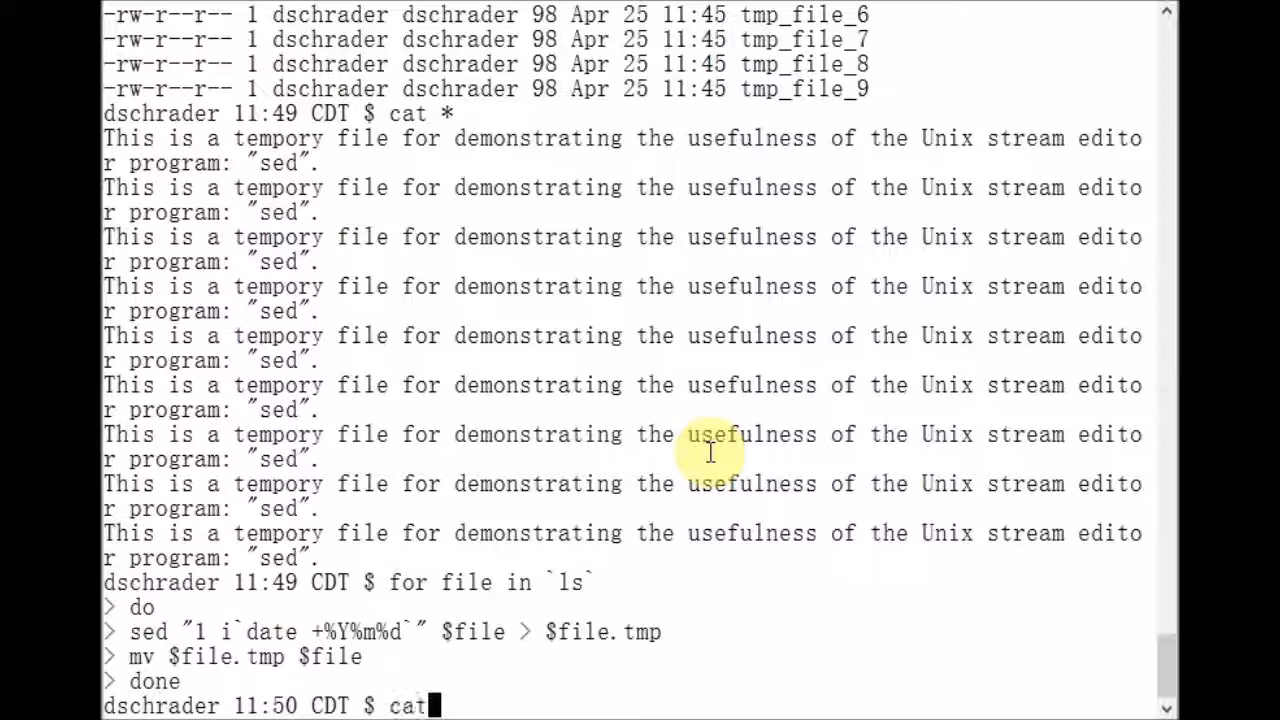 -rw-r--r-- 1 dschrader dschrader 98 Apr 25 11:45 tmp_file_6
-rw-r--r-- 1 dschrader dschrader 98 Apr 25 11:45 tmp_file_7
-rw-r--r-- 1 dschrader dschrader 98 Apr 25 11:45 tmp_file_8
-rw-r--r-- 1 dschrader dschrader 98 Apr 25 11:45 tmp_file_9
dschrader 11:49 CDT $ cat *
This is a tempory file for demonstrating the usefulness of the Unix stream edito
r program: "sed".
This is a tempory file for demonstrating the usefulness of the Unix stream edito
r program: "sed".
This is a tempory file for demonstrating the usefulness of the Unix stream edito
r program: "sed".
This is a tempory file for demonstrating the usefulness of the Unix stream edito
r program: "sed".
This is a tempory file for demonstrating the usefulness of the Unix stream edito
r program: "sed".
This is a tempory file for demonstrating the usefulness of the Unix stream edito
r program: "sed".
This is a tempory file for demonstrating the usefulness of the Unix stream edito
r program: "sed".
This is a tempory file for demonstrating the usefulness of the Unix stream edito
r program: "sed".
This is a tempory file for demonstrating the usefulness of the Unix stream edito
r program: "sed".
dschrader 11:49 CDT $ for file in `ls`
> do
> sed "1 i`date +%Y%m%d`" $file > $file.tmp
> mv $file.tmp $file
> done
dschrader 11:50 CDT $ cat